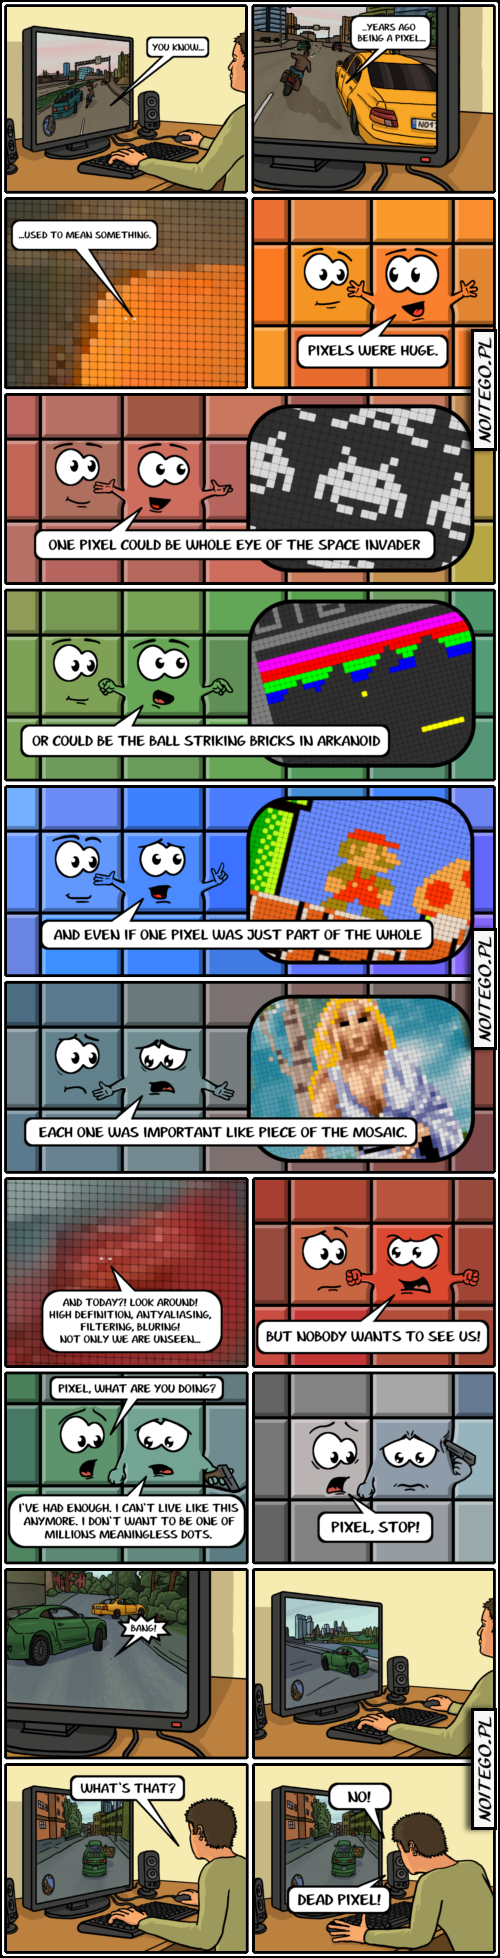 YOU KNOW...
...YEARS AGO
BEING A PIXEL...
NO1
...USED TO MEAN SOMETHING.
PIXELS WERE HUGE.
NOITEGO.PL
ONE PIXEL COULD BE WHOLE EYE OF THE SPACE INVADER
OR COULD BE THE BALL STRIKING BRICKS IN ARKANOID
AND EVEN IF ONE PIXEL WAS JUST PART OF THE WHOLE
NOITEGO.PL
EACH ONE WAS IMPORTANT LIKE PIECE OF THE MOSAIC.
AND TODAY?! LOOK AROUND!
HIGH DEFINITION, ANTYALIASING,
FILTERING, BLURING!
NOT ONLY WE ARE UNSEEN...
BUT NOBODY WANTS TO SEE US!
PIXEL, WHAT ARE YOU DOING?
I'VE HAD ENOUGH. I CAN'T LIVE LIKE THIS
ANYMORE. I DON'T WANT TO BE ONE OF
MILLIONS MEANINGLESS DOTS.
PIXEL, STOP!
BANG!
NOITEGO.PL
WHAT'S THAT?
NO!
DEAD PIXEL!